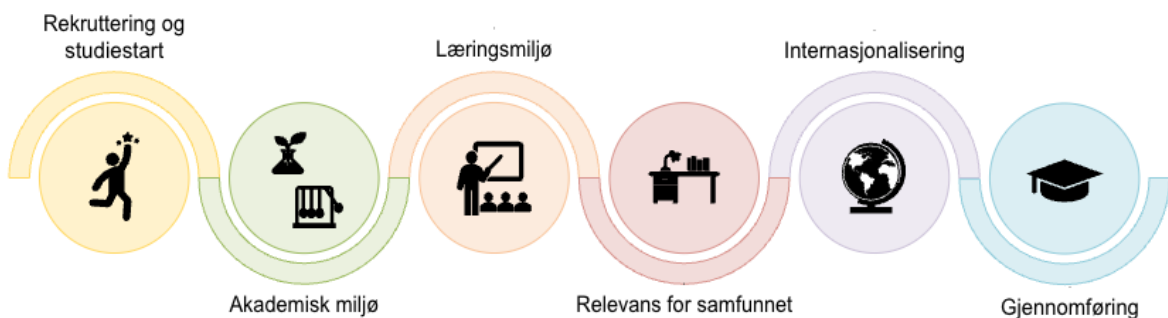 Rekruttering og
studiestart
Akademisk miljø
Læringsmiljø
Relevans for samfunnet
Internasjonalisering
Gjennomføring